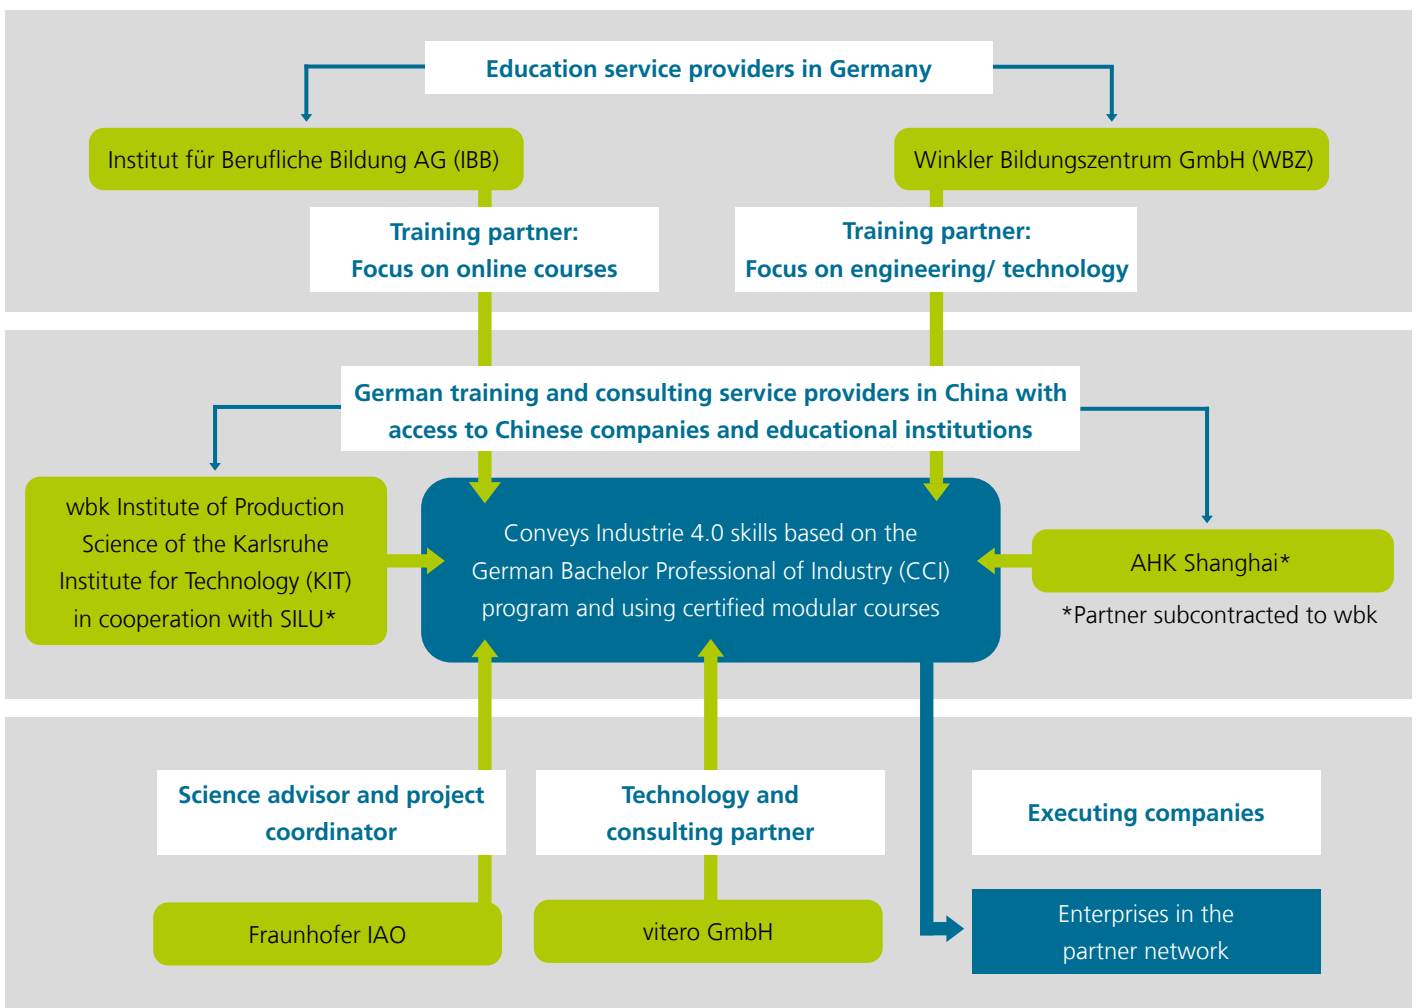 Education service providers in Germany
Institut für Berufliche Bildung AG (IBB)
Winkler Bildungszentrum GmbH (WBZ)
Training partner:
Focus on online courses
Training partner:
Focus on engineering/ technology
German training and consulting service providers in China with
access to Chinese companies and educational institutions
wbk Institute of Production
Science of the Karlsruhe
Institute for Technology (KIT)
in cooperation with SILU*
Conveys Industrie 4.0 skills based on the
German Bachelor Professional of Industry (CCI)
program and using certified modular courses
AHK Shanghai*
*Partner subcontracted to wbk
Science advisor and project
coordinator
Technology and
consulting partner
Executing companies
Fraunhofer IAO
vitero GmbH
Enterprises in the
partner network